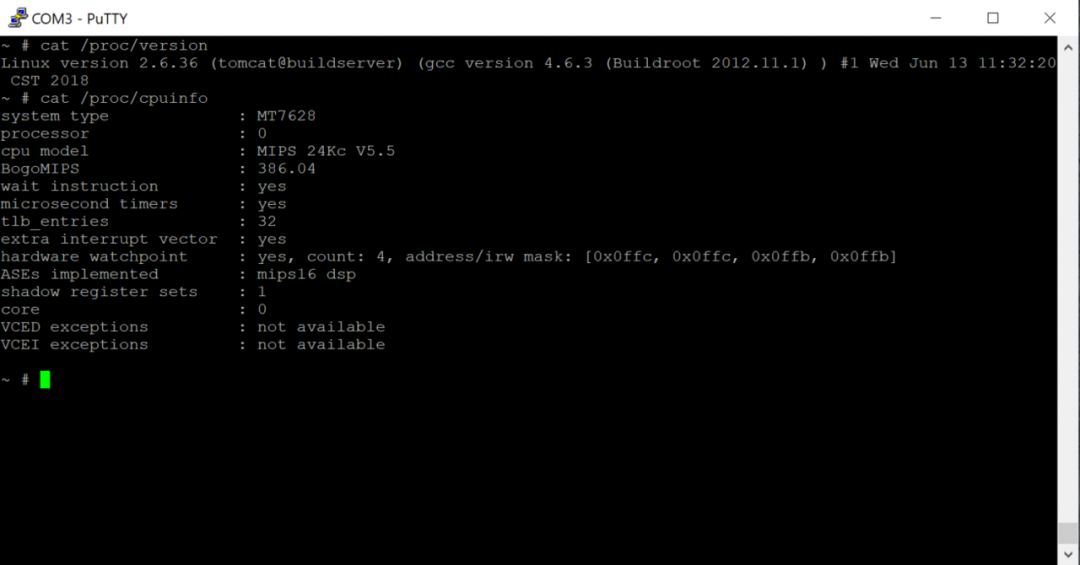 COM3 - PuTTY
~ # cat /proc/version
Linux version 2.6.36 (tomcat@buildserver) (gcc version 4.6.3 (Buildroot 2012.11.1) ) #1 Wed Jun 13 11:32:20
 CST 2018
~ # cat /proc/cpuinfo
system type             : MT7628
processor               : 0
cpu model               : MIPS 24Kc V5.5
BogoMIPS                : 386.04
wait instruction        : yes
microsecond timers      : yes
tlb_entries             : 32
extra interrupt vector  : yes
hardware watchpoint     : yes, count: 4, address/irw mask: [0x0ffc, 0x0ffc, 0x0ffb, 0x0ffb]
ASEs implemented        : mips16 dsp
shadow register sets    : 1
core                    : 0
VCED exceptions         : not available
VCEI exceptions         : not available
~ #